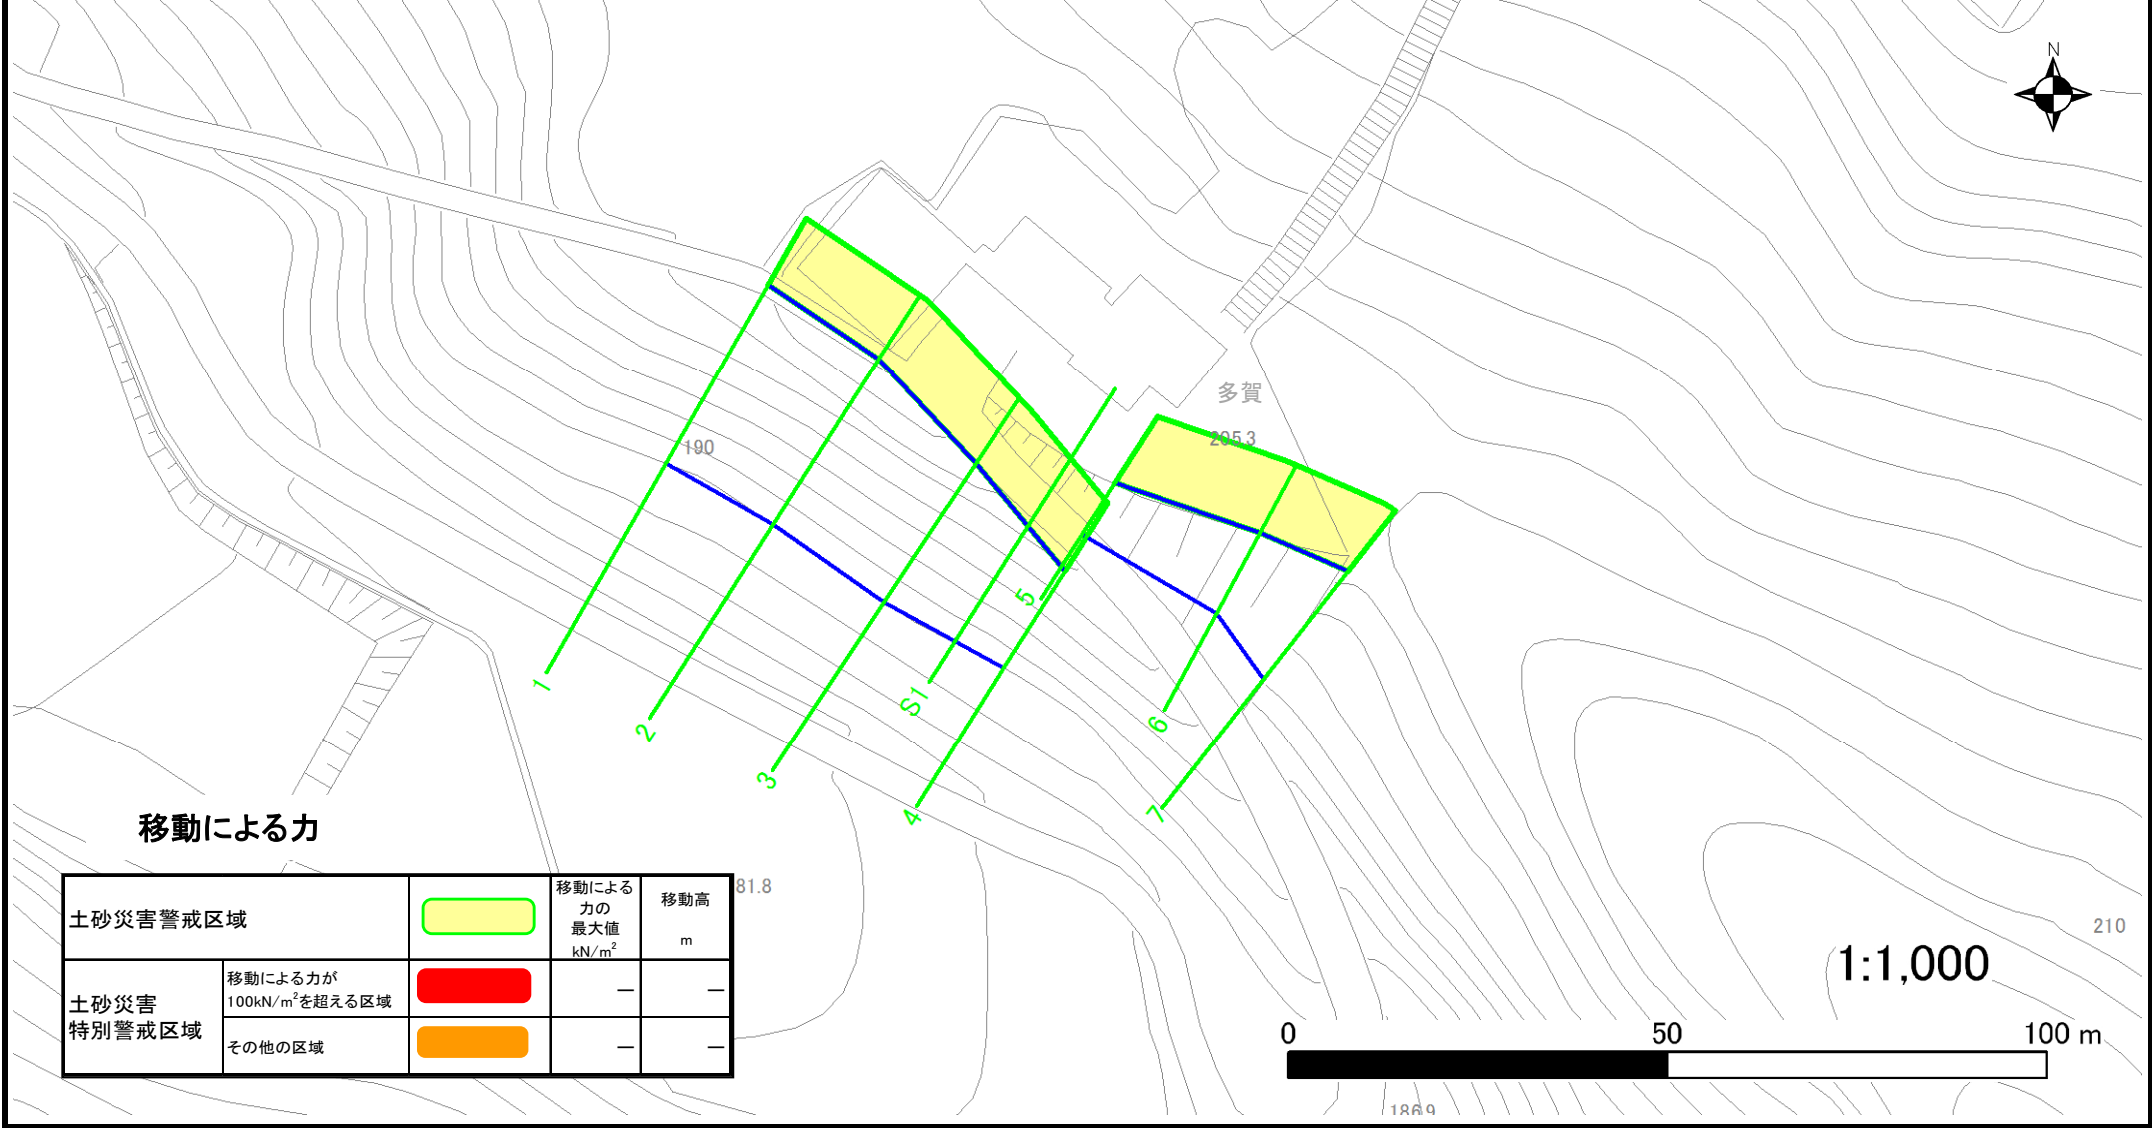 N
多賀
205.3
190
1
2
3
S1
4
5
6
7
移動による力
土砂災害警戒区域
移動による
力の
最大値
kN/m²
移動高
m
土砂災害
特別警戒区域
移動による力が
100kN/m²を超える区域
—
—
その他の区域
—
—
81.8
210
1:1,000
0
50
100 m
186.9